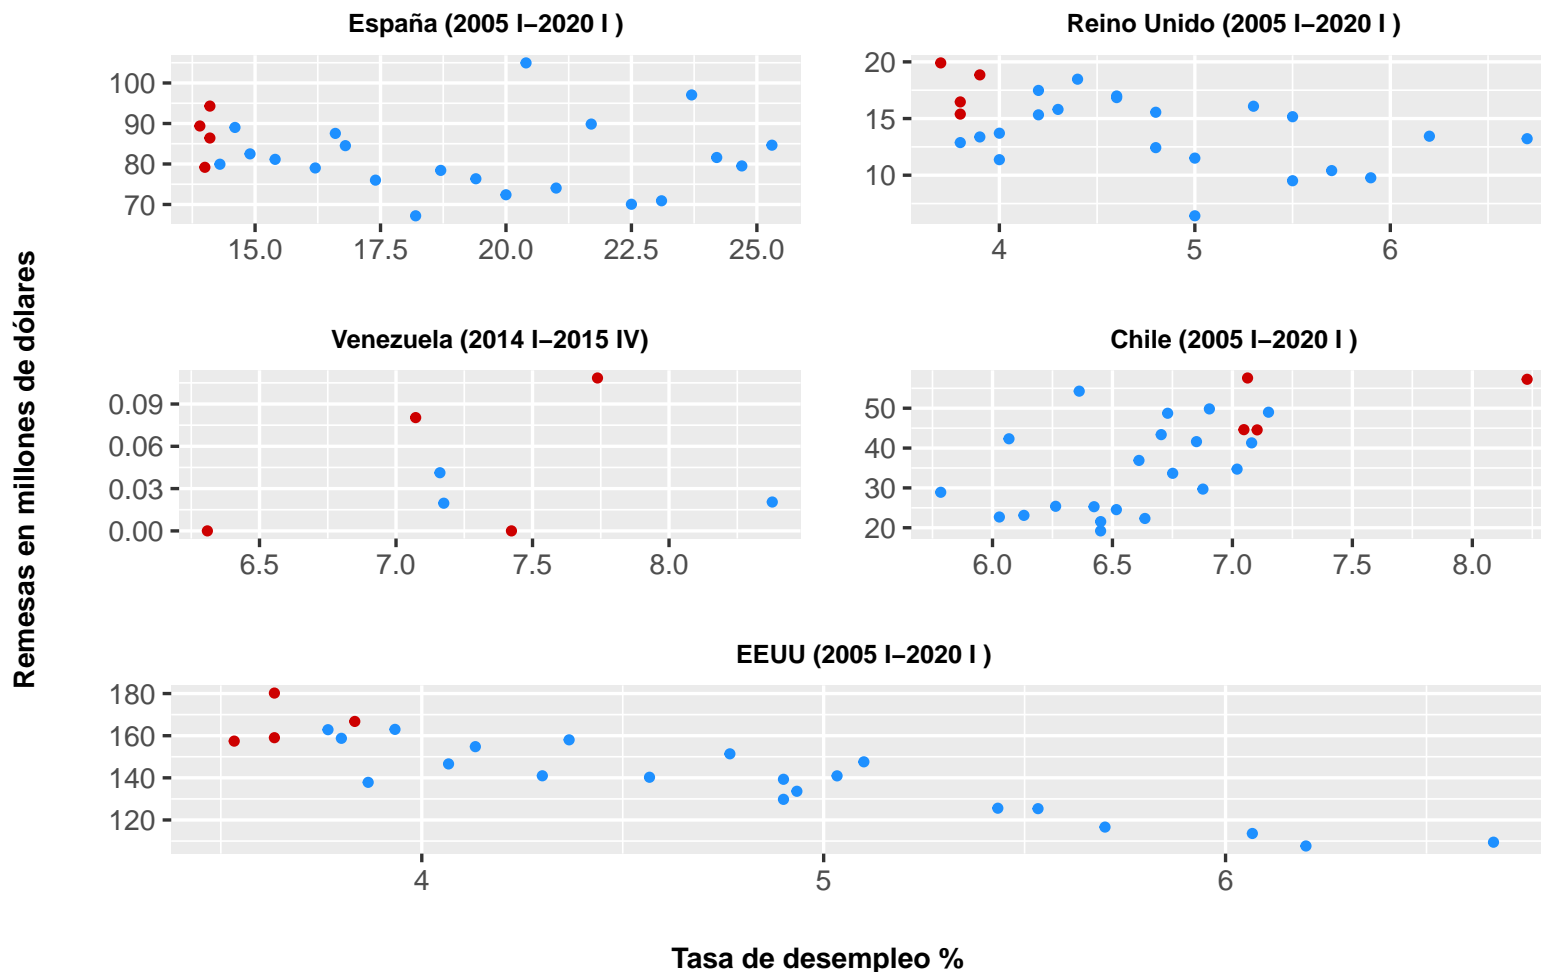 Remesas en millones de dólares
España (2005 I–2020 I )
100
90
80
70
15.0 17.5 20.0 22.5 25.0
Reino Unido (2005 I–2020 I )
20
15
10
4 5 6
Venezuela (2014 I–2015 IV)
0.09
0.06
0.03
0.00
6.5 7.0 7.5 8.0
Chile (2005 I–2020 I )
50
40
30
20
6.0 6.5 7.0 7.5 8.0
EEUU (2005 I–2020 I )
180
160
140
120
4 5 6
Tasa de desempleo %